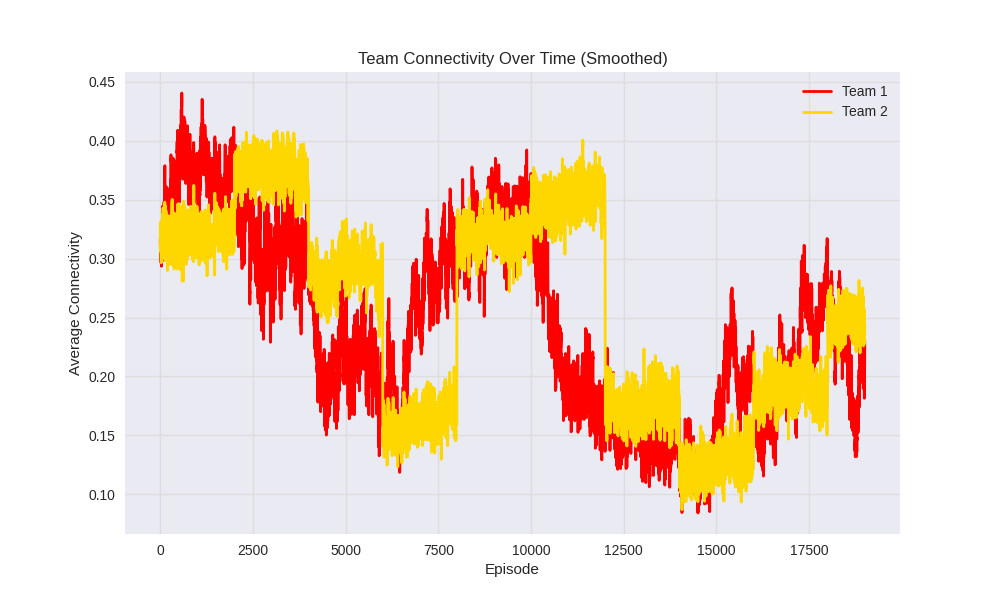 Team Connectivity Over Time (Smoothed)
Team 1
Team 2
Average Connectivity
0.45
0.40
0.35
0.30
0.25
0.20
0.15
0.10
0 2500 5000 7500 10000 12500 15000 17500
Episode